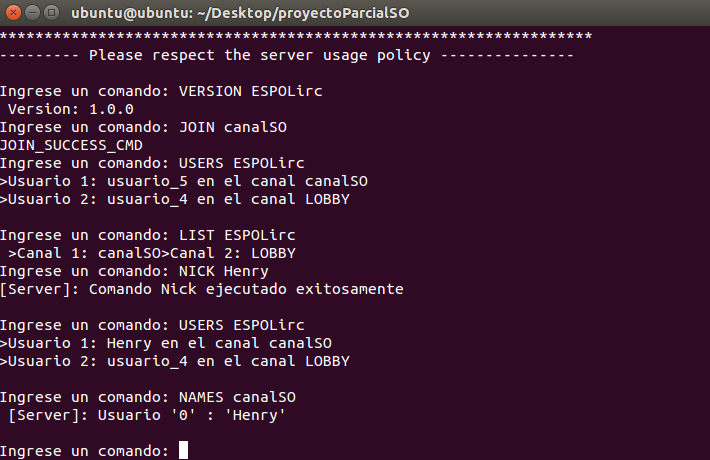 ubuntu@ubuntu: ~/Desktop/proyectoParcialSO
******************************************************************
--------- Please respect the server usage policy ---------------
Ingrese un comando: VERSION ESPOLirc
Version: 1.0.0
Ingrese un comando: JOIN canalSO
JOIN_SUCCESS_CMD
Ingrese un comando: USERS ESPOLirc
>Usuario 1: usuario_5 en el canal canalSO
>Usuario 2: usuario_4 en el canal LOBBY
Ingrese un comando: LIST ESPOLirc
>Canal 1: canalSO>Canal 2: LOBBY
Ingrese un comando: NICK Henry
[Server]: Comando Nick ejecutado exitosamente
Ingrese un comando: USERS ESPOLirc
>Usuario 1: Henry en el canal canalSO
>Usuario 2: usuario_4 en el canal LOBBY
Ingrese un comando: NAMES canalSO
[Server]: Usuario '0' : 'Henry'
Ingrese un comando: